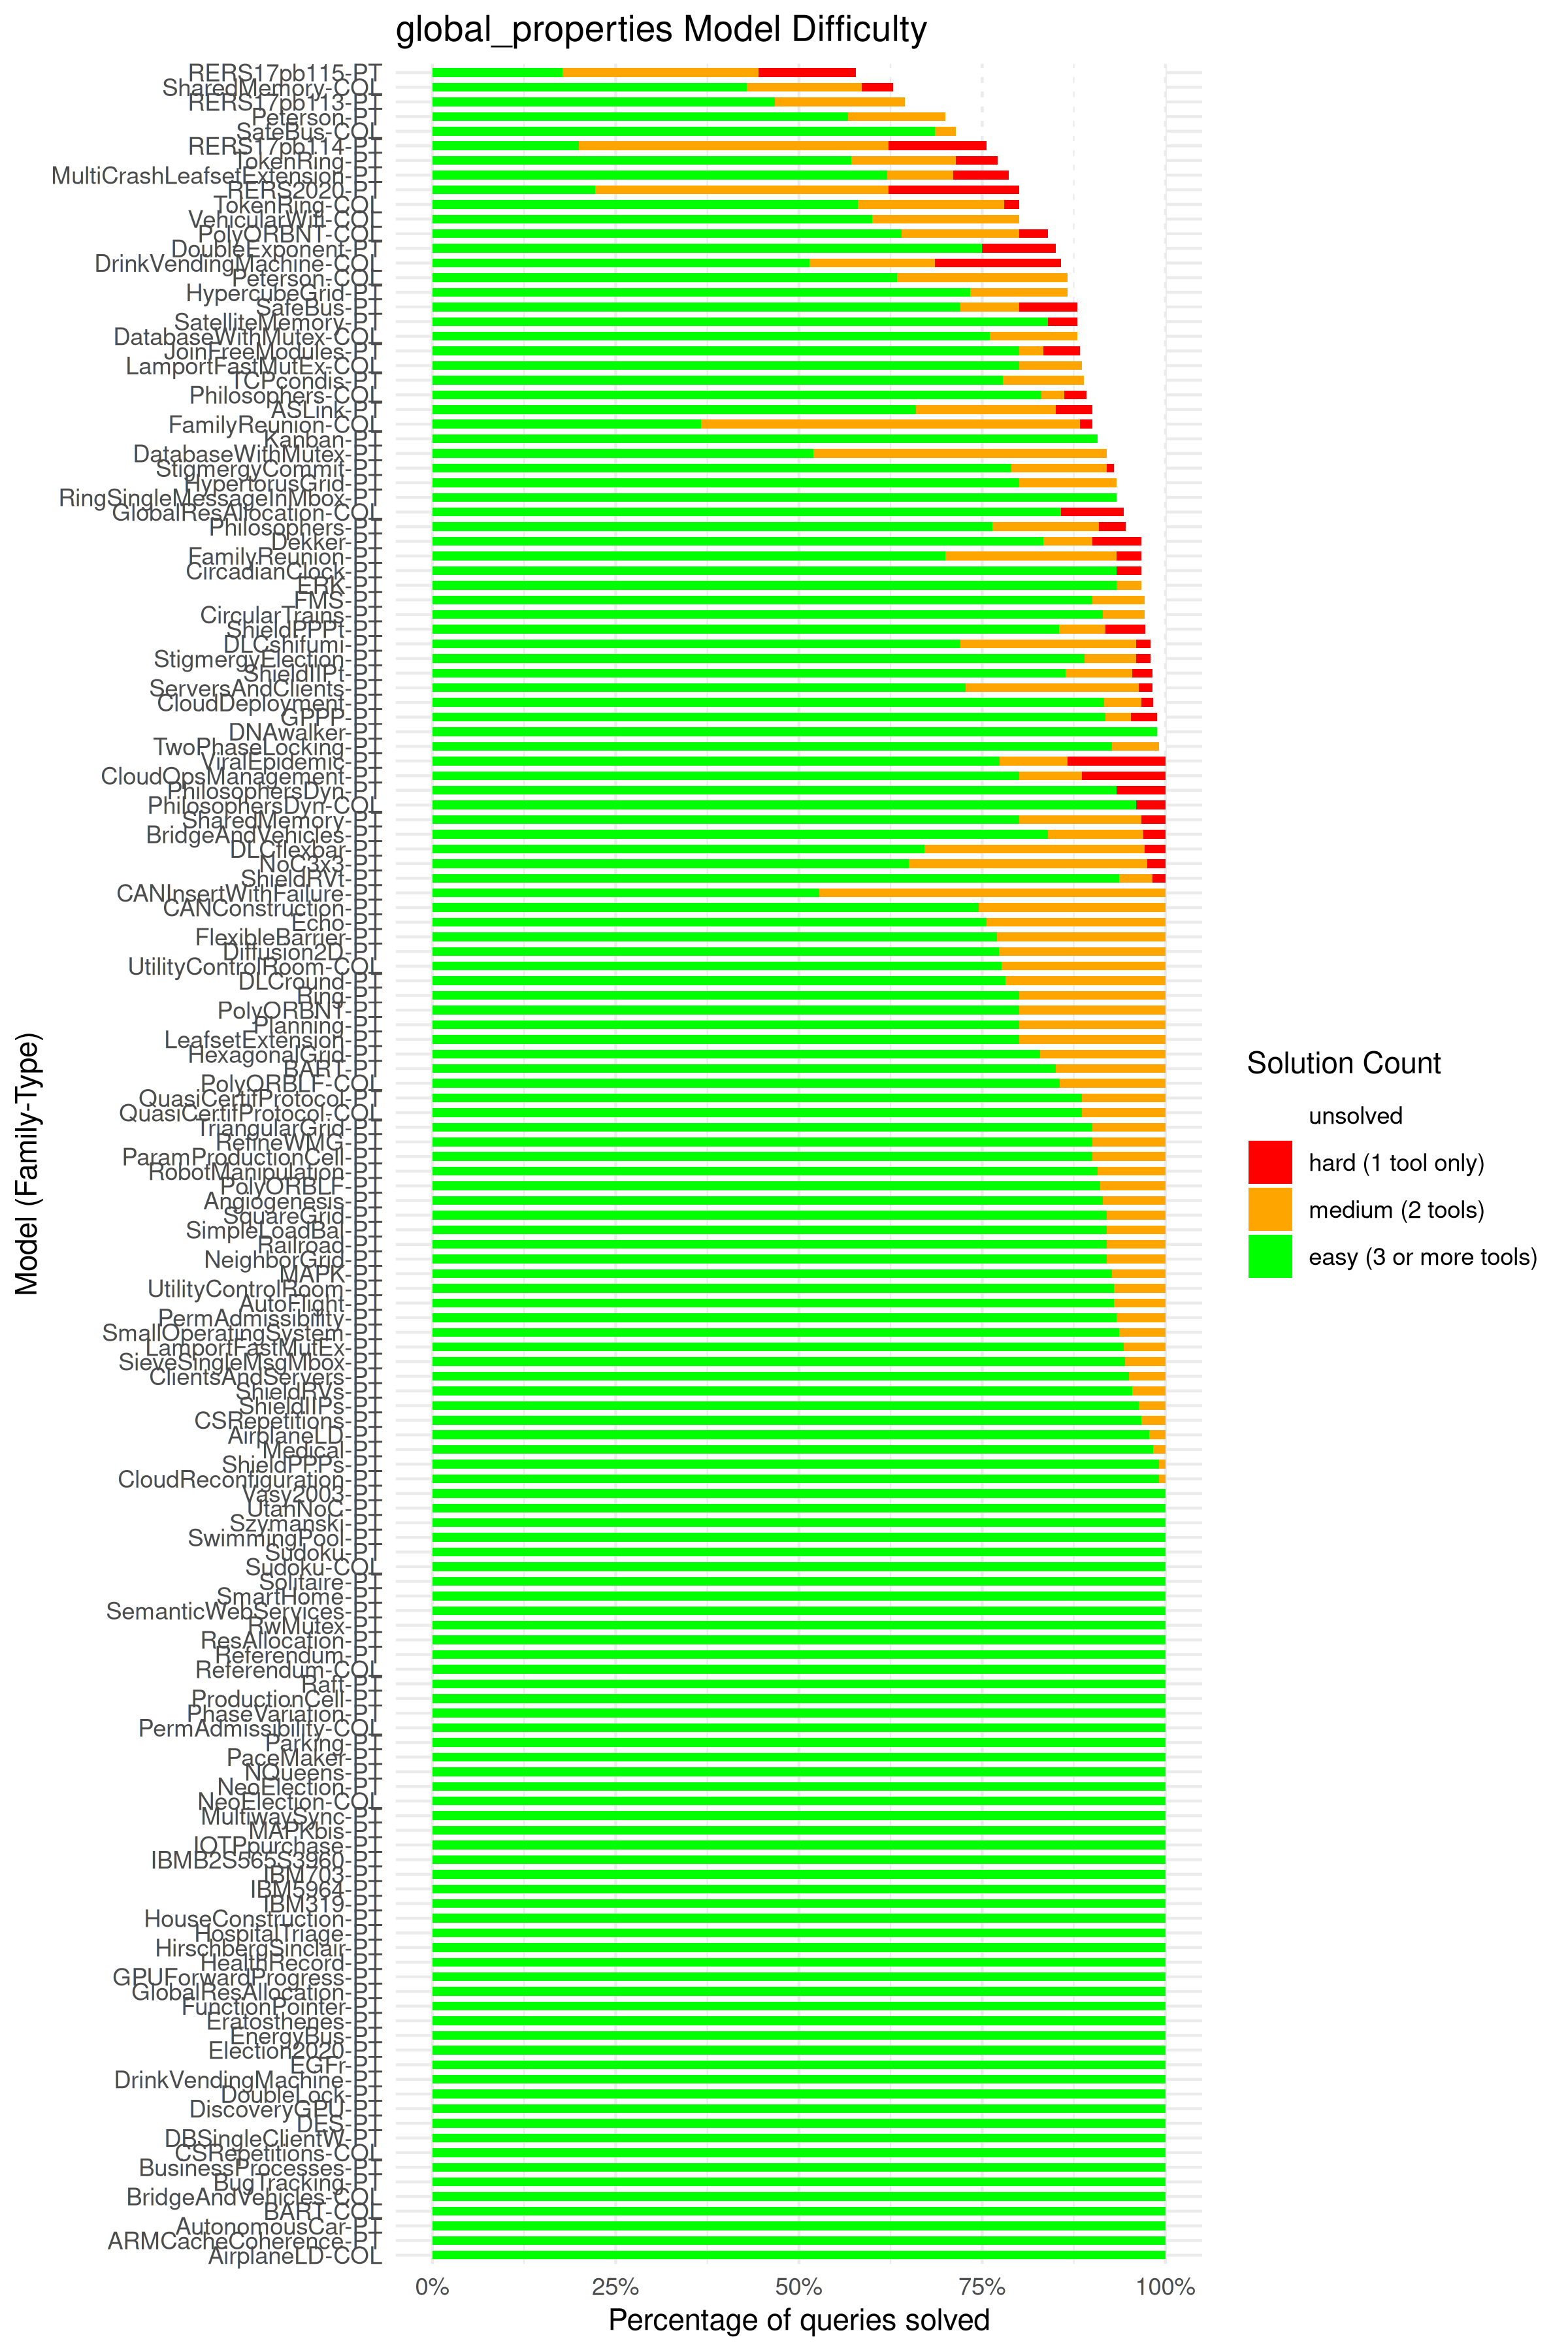 global_properties Model Difficulty
RERS17pb115-PT
SharedMemory-COL
RERS17pb113-PT
Peterson-PT
SafeBus-COL
RERS17pb114-PT
TokenRing-PT
MultiCrashLeafsetExtension-PT
RERS2020-PT
TokenRing-COL
VehicularWifi-COL
PolyORBNT-COL
DoubleExponent-PT
DrinkVendingMachine-COL
Peterson-COL
HypercubeGrid-PT
SafeBus-PT
SatelliteMemory-PT
DatabaseWithMutex-COL
JoinFreeModules-PT
LamportFastMutEx-COL
TCPcondis-PT
Philosophers-COL
ASLink-PT
FamilyReunion-COL
Kanban-PT
DatabaseWithMutex-PT
StigmergyCommit-PT
HypertorusGrid-PT
RingSingleMessageInMbox-PT
GlobalResAllocation-COL
Philosophers-PT
Dekker-PT
FamilyReunion-PT
CircadianClock-PT
ERK-PT
FMS-PT
CircularTrains-PT
ShieldPPPt-PT
DLCshifumi-PT
StigmergyElection-PT
ShieldIIPt-PT
ServersAndClients-PT
CloudDeployment-PT
GPPP-PT
DNAwalker-PT
TwoPhaseLocking-PT
ViralEpidemic-PT
CloudOpsManagement-PT
PhilosophersDyn-PT
PhilosophersDyn-COL
SharedMemory-PT
BridgeAndVehicles-PT
DLCflexbar-PT
NoC3x3-PT
ShieldRVt-PT
CANInsertWithFailure-PT
CANConstruction-PT
Echo-PT
FlexibleBarrier-PT
Diffusion2D-PT
UtilityControlRoom-COL
DLCround-PT
Ring-PT
PolyORBNT-PT
Planning-PT
LeafsetExtension-PT
HexagonalGrid-PT
BART-PT
PolyORBLF-COL
QuasiCertifProtocol-PT
QuasiCertifProtocol-COL
TriangularGrid-PT
RefineWMG-PT
ParamProductionCell-PT
RobotManipulation-PT
PolyORBLF-PT
Angiogenesis-PT
SquareGrid-PT
SimpleLoadBal-PT
Railroad-PT
NeighborGrid-PT
MAPK-PT
UtilityControlRoom-PT
AutoFlight-PT
PermAdmissibility-PT
SmallOperatingSystem-PT
LamportFastMutEx-PT
SieveSingleMsgMbox-PT
ClientsAndServers-PT
ShieldRVs-PT
ShieldIIPs-PT
CSRepetitions-PT
AirplaneLD-PT
Medical-PT
ShieldPPPs-PT
CloudReconfiguration-PT
Vasy2003-PT
UtahNoC-PT
Szymanski-PT
SwimmingPool-PT
Sudoku-PT
Sudoku-COL
Solitaire-PT
SmartHome-PT
SemanticWebServices-PT
RwMutex-PT
ResAllocation-PT
Referendum-PT
Referendum-COL
Raft-PT
ProductionCell-PT
PhaseVariation-PT
PermAdmissibility-COL
Parking-PT
PaceMaker-PT
NQueens-PT
NeoElection-PT
NeoElection-COL
MultiwaySync-PT
MAPKbis-PT
IOTPpurchase-PT
IBMB2S565S3960-PT
IBM703-PT
IBM5964-PT
IBM319-PT
HouseConstruction-PT
HospitalTriage-PT
HirschbergSinclair-PT
HealthRecord-PT
GPUForwardProgress-PT
GlobalResAllocation-PT
FunctionPointer-PT
Eratosthenes-PT
EnergyBus-PT
Election2020-PT
EGFr-PT
DrinkVendingMachine-PT
DoubleLock-PT
DiscoveryGPU-PT
DES-PT
DBSingleClientW-PT
CSRepetitions-COL
BusinessProcesses-PT
BugTracking-PT
BridgeAndVehicles-COL
BART-COL
AutonomousCar-PT
ARMCacheCoherence-PT
AirplaneLD-COL
0% 25% 50% 75% 100%
Percentage of queries solved
Model (Family-Type)
Solution Count
unsolved
hard (1 tool only)
medium (2 tools)
easy (3 or more tools)